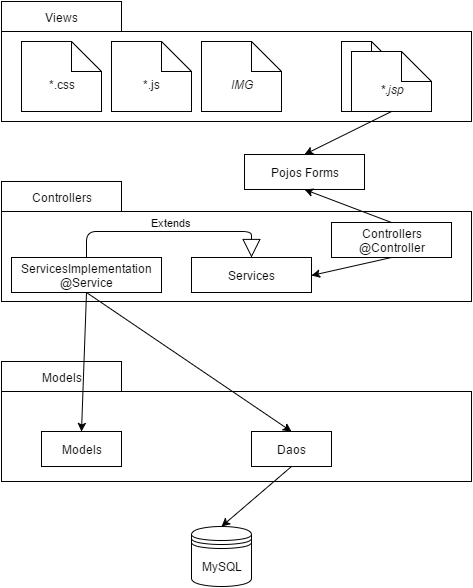 Views
*.css
*.js
IMG
*.jsp
Pojos Forms
Controllers
Extends
Controllers
@Controller
ServicesImplementation
@Service
Services
Models
Models
Daos
MySQL